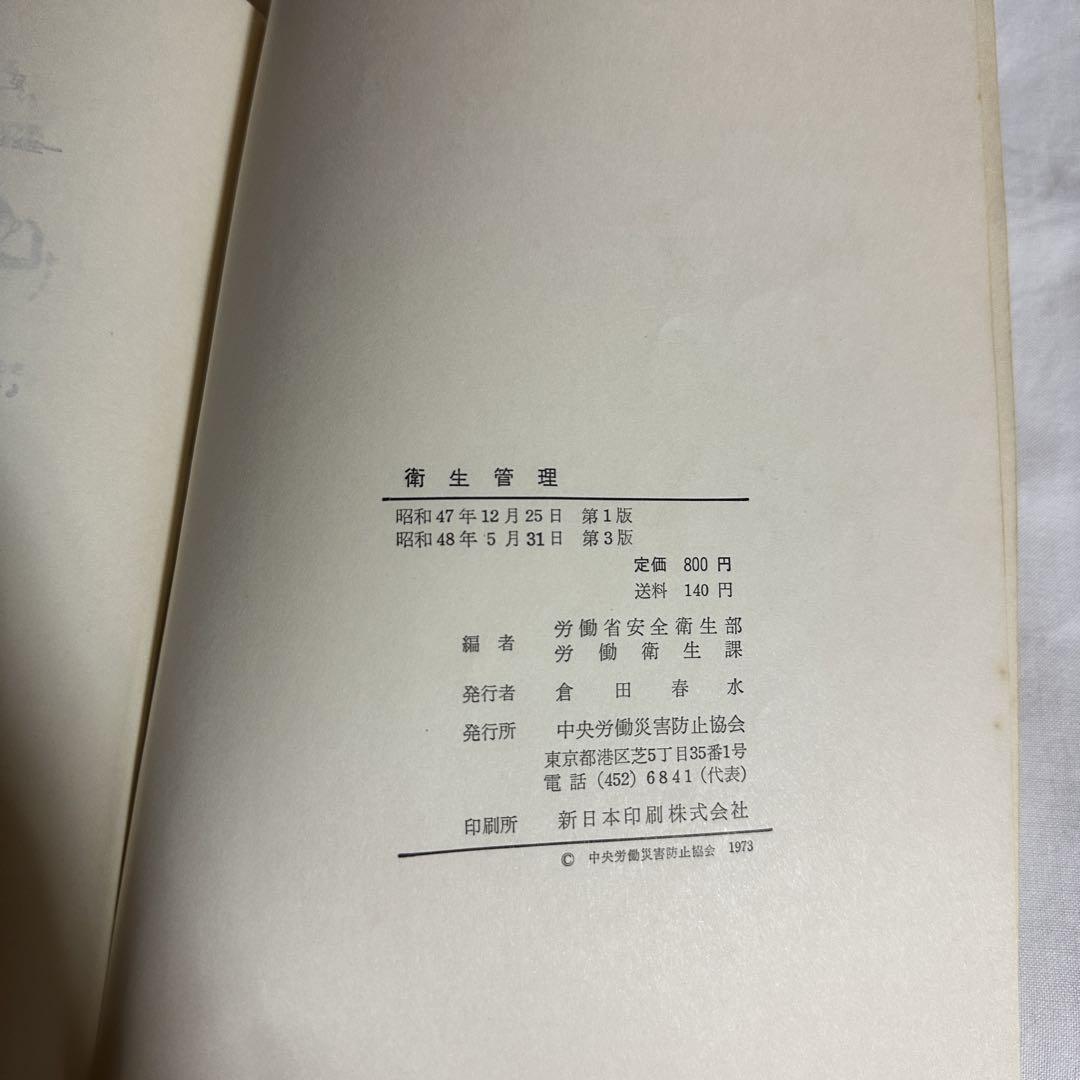 衛生管理
昭和47年12月25日 第1版
昭和48年 5月31日 第3版
定価 800円
送料 140円
編者 労働省安全衛生部
労働衛生課
発行者 倉田春水
発行所 中央労働災害防止協会
東京都港区芝5丁目35番1号
電話 (452) 6841 (代表)
印刷所 新日本印刷株式会社
© 中央労働災害防止協会 1973